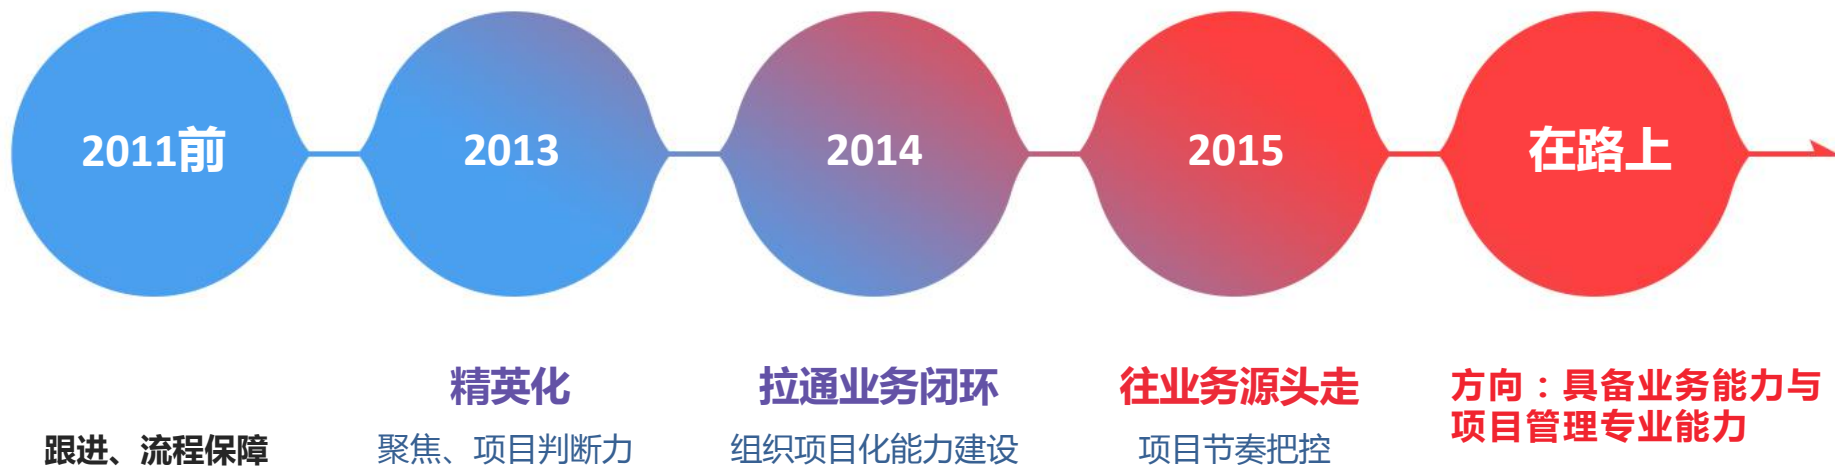 2011前
2013
2014
2015
在路上
精英化
拉通业务闭环
往业务源头走
方向：具备业务能力与
项目管理专业能力
跟进、流程保障
聚焦、项目判断力
组织项目化能力建设
项目节奏把控